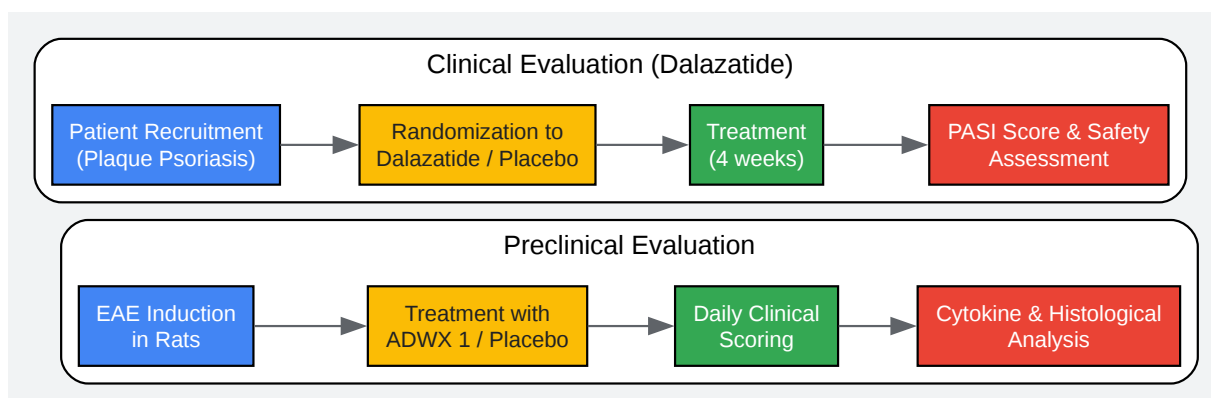 Clinical Evaluation (Dalazatide)
Patient Recruitment
(Plaque Psoriasis)
Randomization to
Dalazatide / Placebo
Treatment
(4 weeks)
PASI Score & Safety
Assessment
Preclinical Evaluation
EAE Induction
in Rats
Treatment with
ADWX 1 / Placebo
Daily Clinical
Scoring
Cytokine & Histological
Analysis